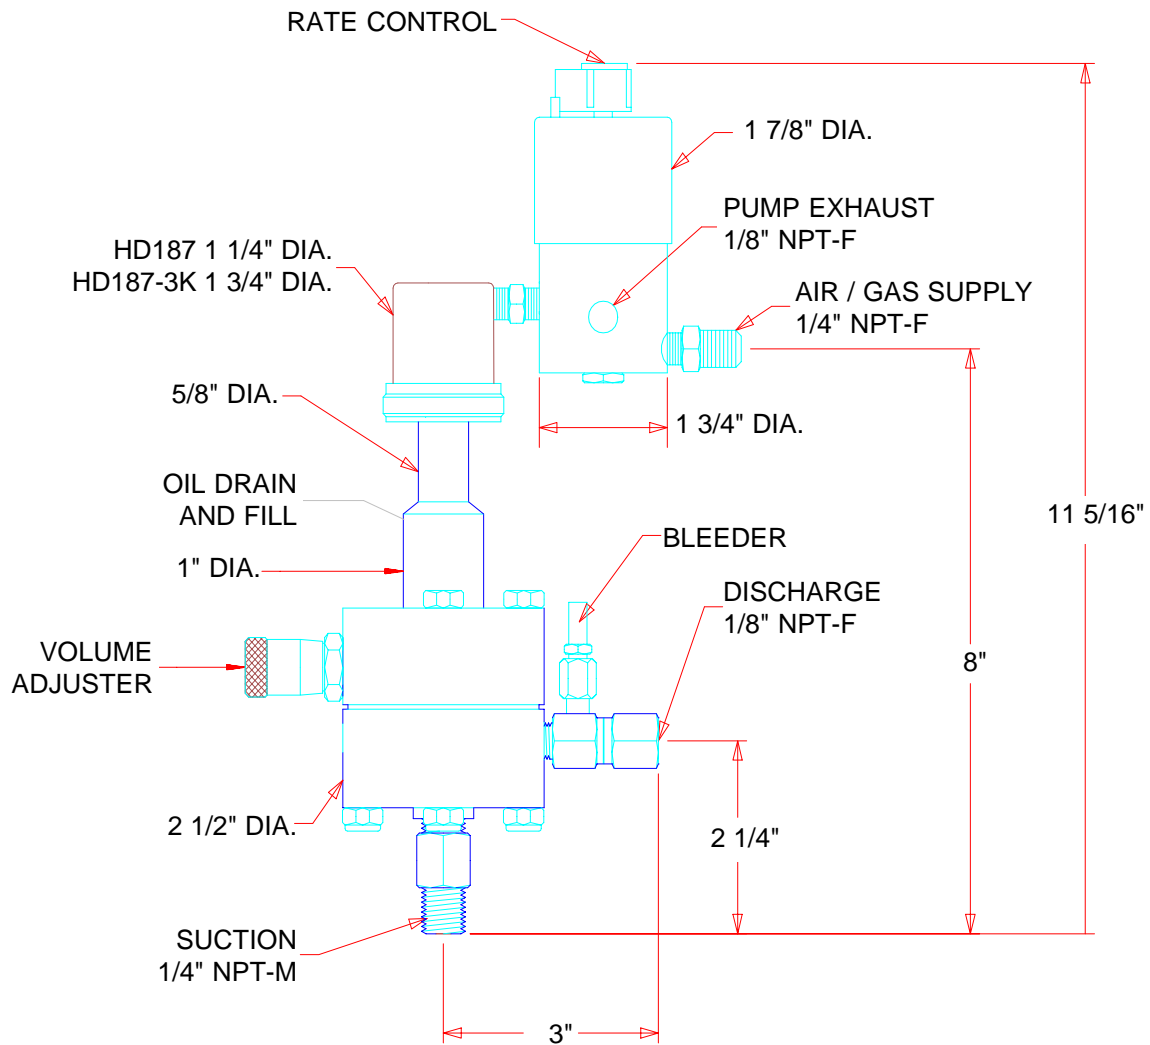 RATE CONTROL
1 7/8" DIA.
PUMP EXHAUST
1/8" NPT-F
HD187 1 1/4" DIA.
HD187-3K 1 3/4" DIA.
AIR / GAS SUPPLY
1/4" NPT-F
5/8" DIA.
1 3/4" DIA.
OIL DRAIN
AND FILL
11 5/16"
BLEEDER
1" DIA.
DISCHARGE
1/8" NPT-F
VOLUME
ADJUSTER
8"
2 1/2" DIA.
2 1/4"
SUCTION
1/4" NPT-M
3"